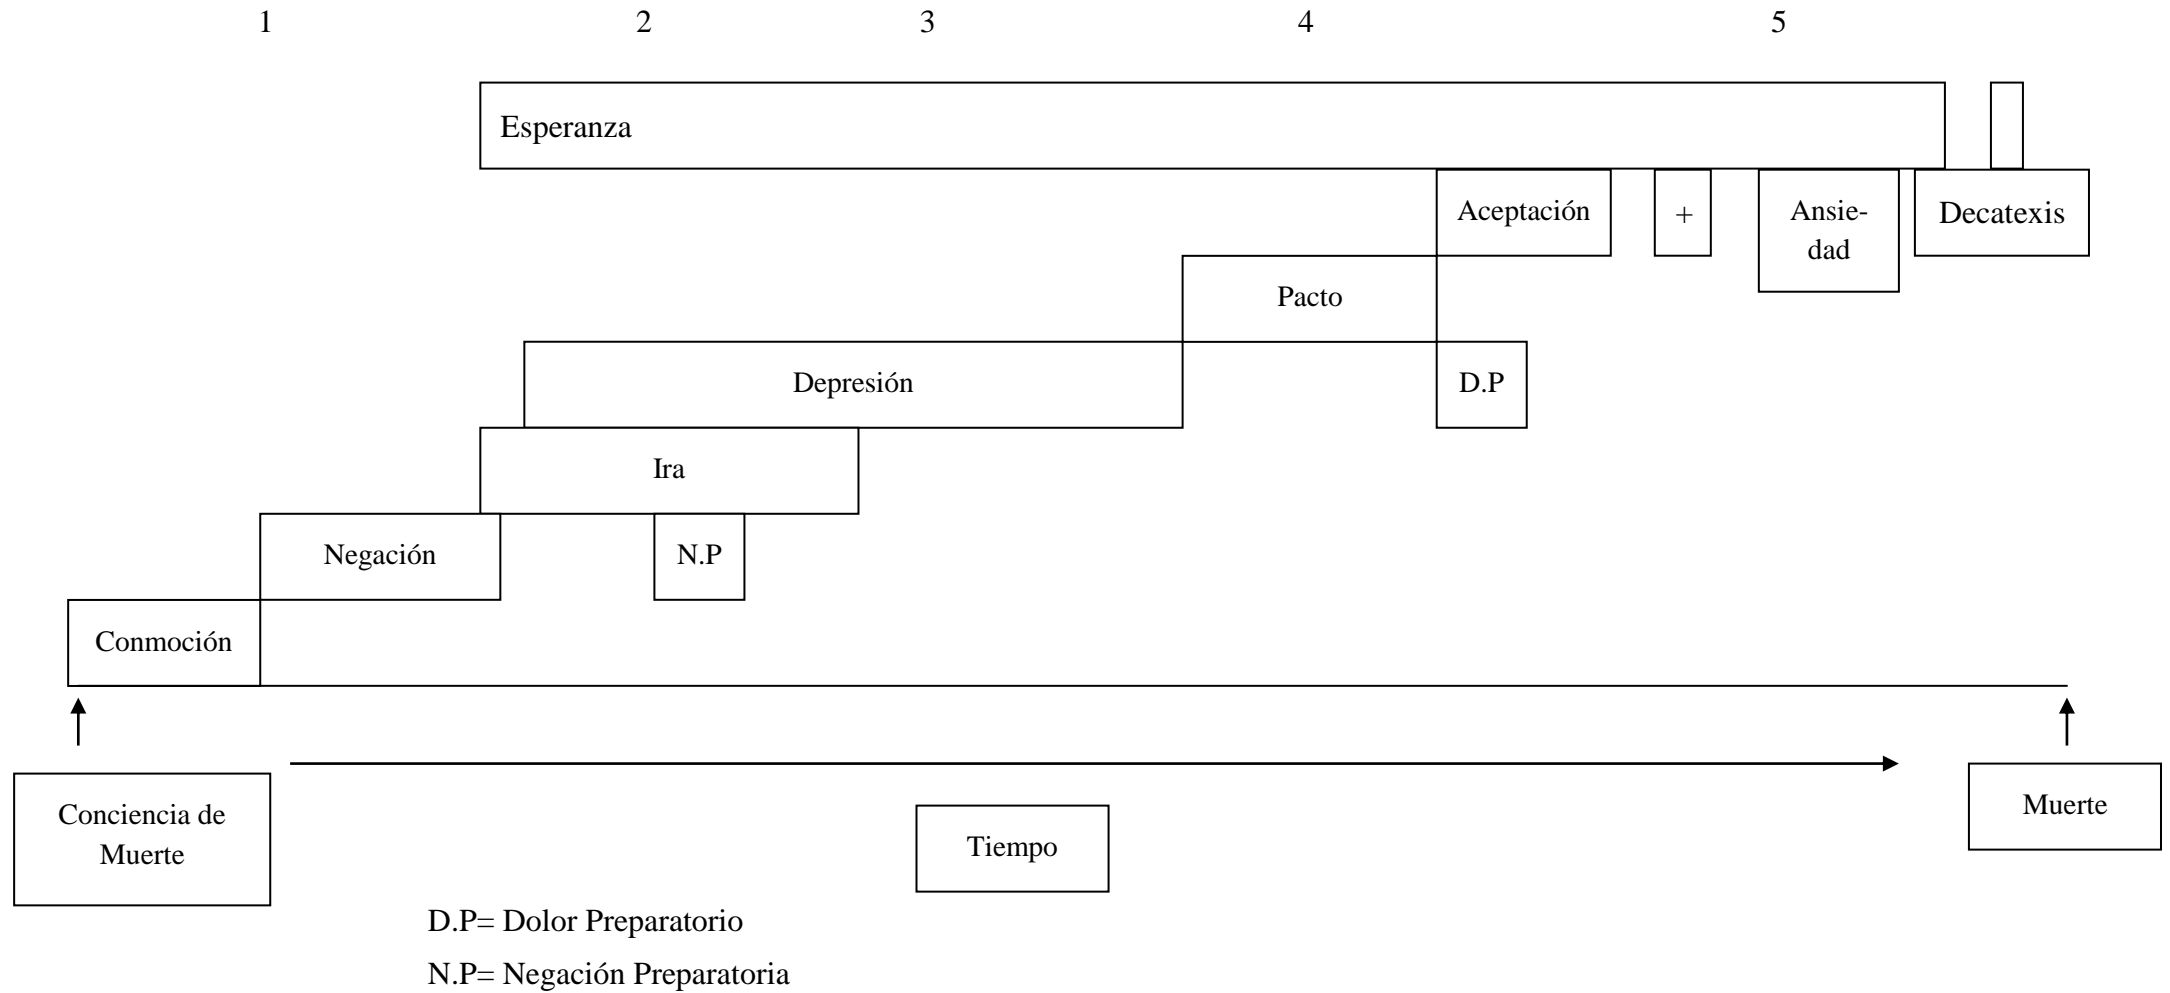 1 2 3 4 5
Esperanza
Aceptación + Ansie-
dad
Decatexis
Pacto
Depresión D.P
Ira
Negación N.P
Conmoción
Conciencia de
Muerte
Tiempo
Muerte
D.P= Dolor Preparatorio
N.P= Negación Preparatoria